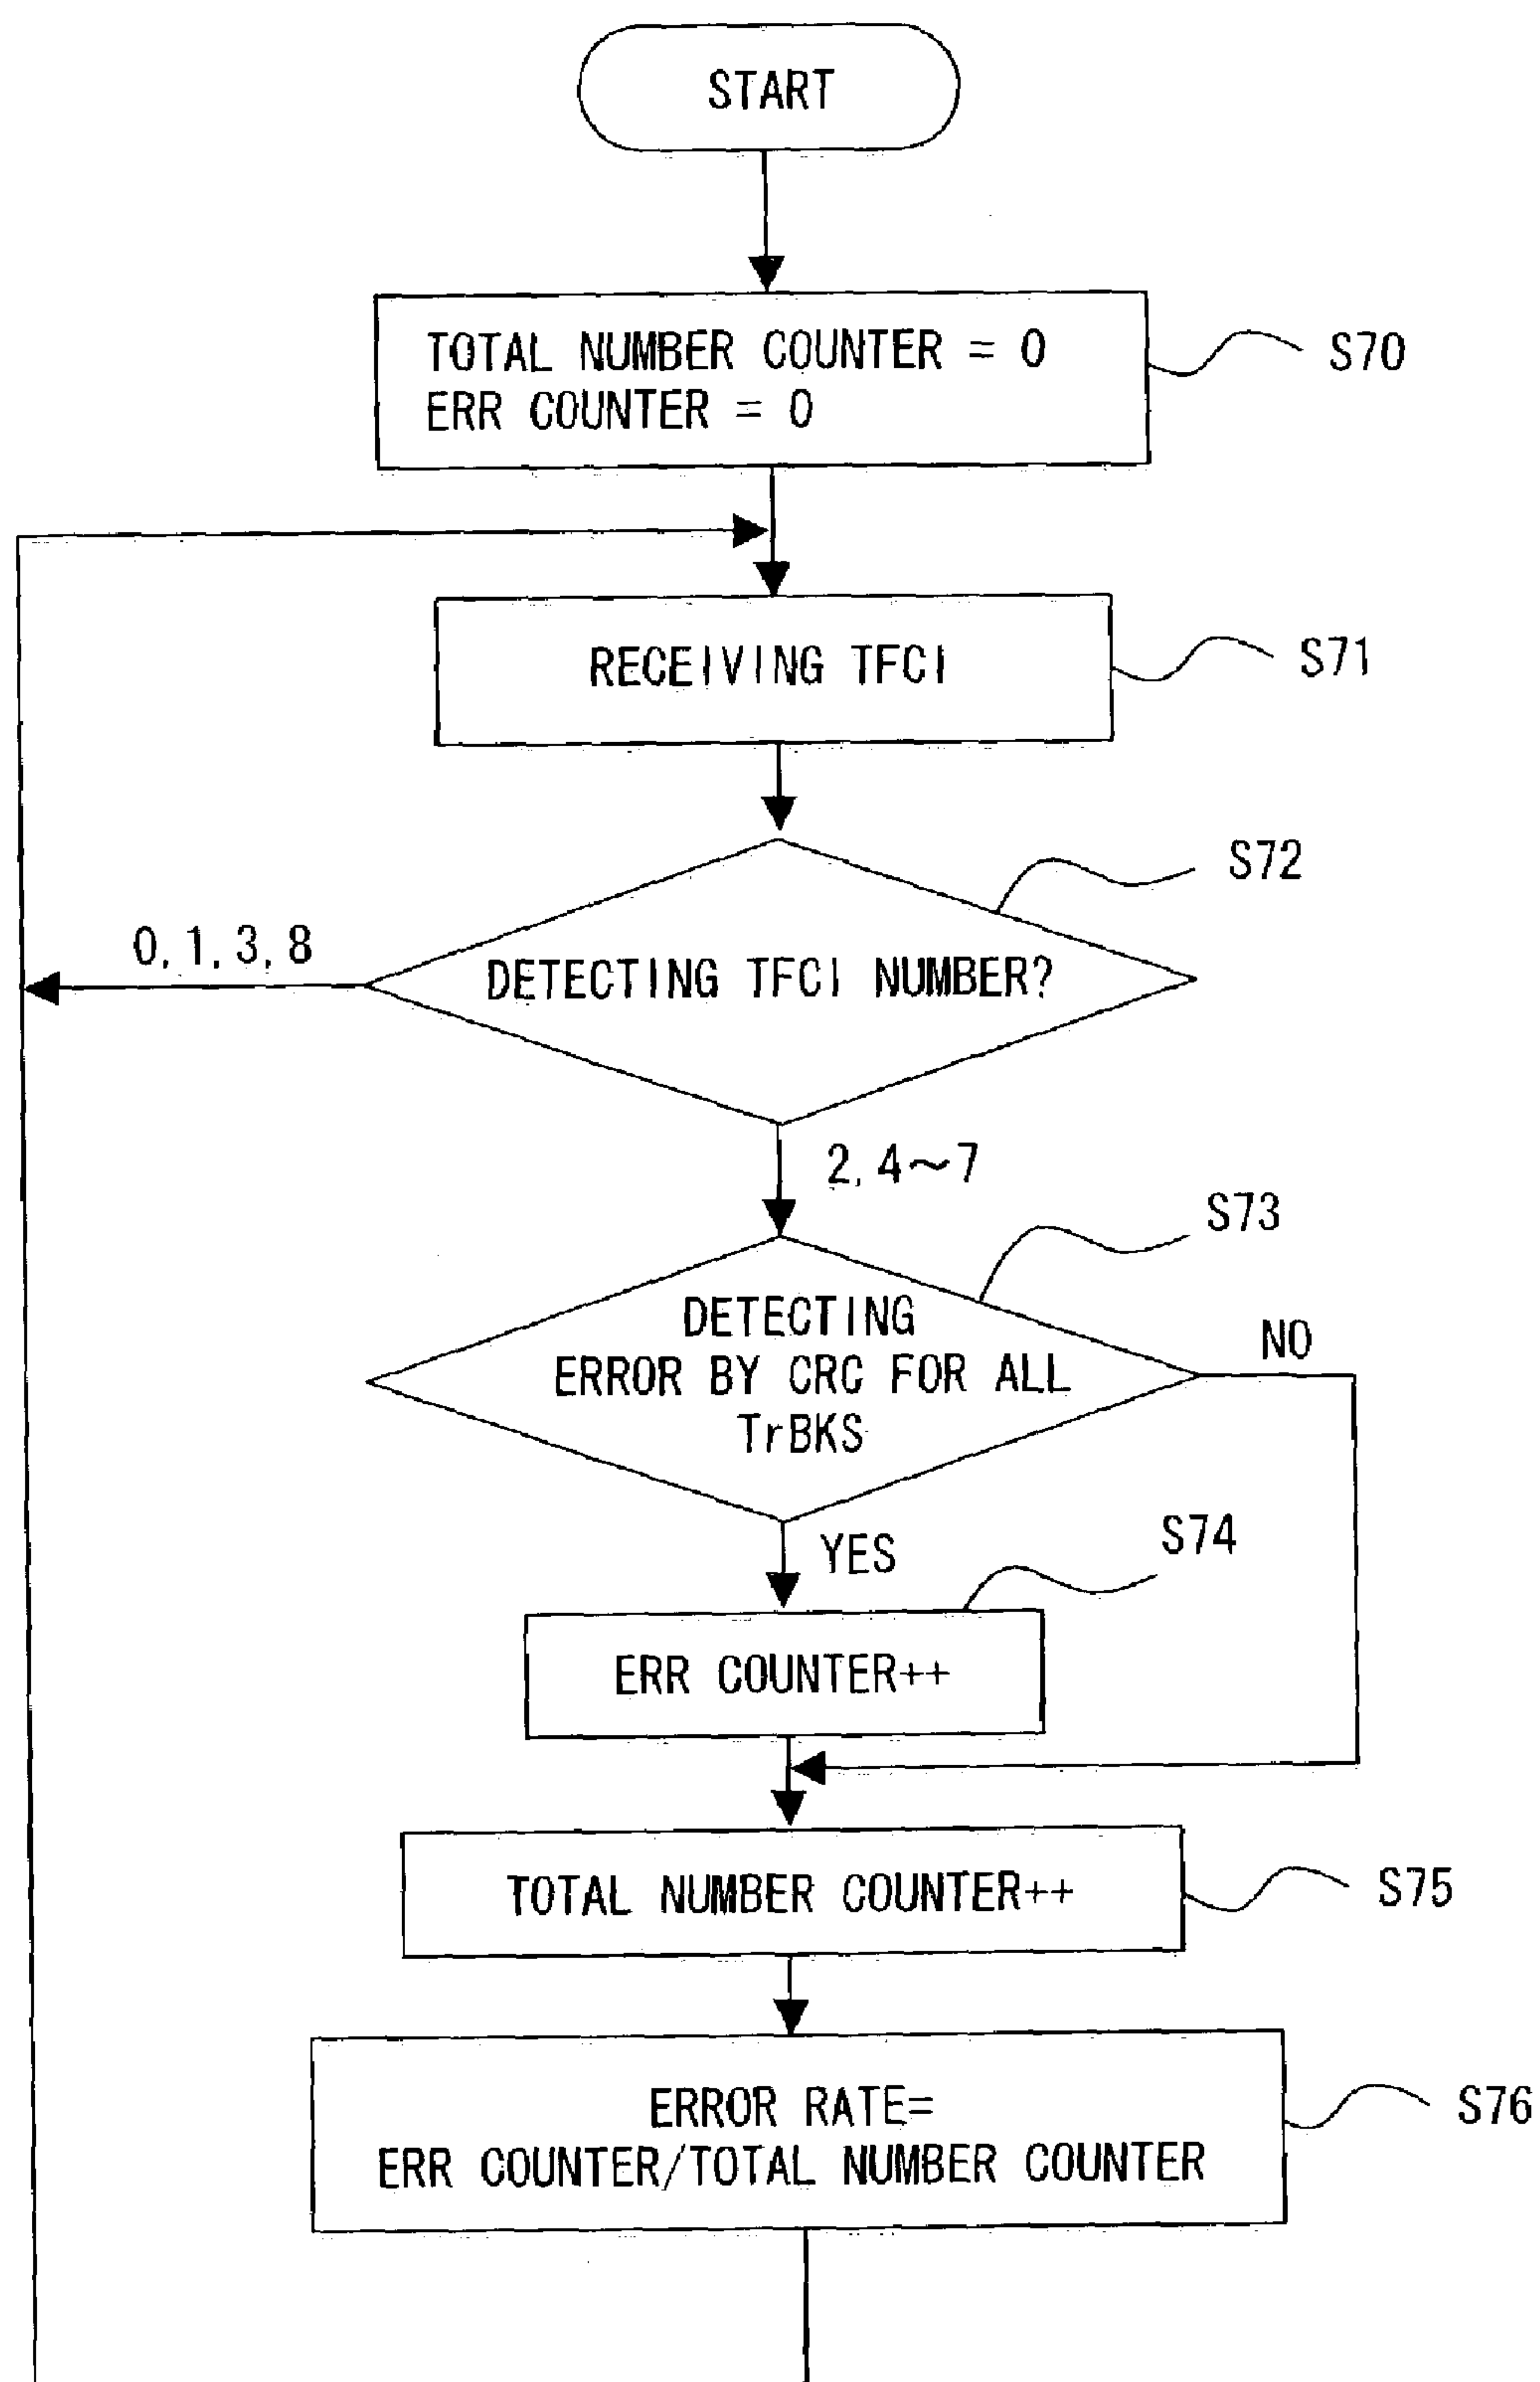 START
TOTAL NUMBER COUNTER = 0
ERR COUNTER = 0
S70
RECEIVING TFCI
S71
S72
DETECTING TFCI NUMBER?
0, 1, 3, 8
2, 4～7
S73
DETECTING
ERROR BY CRC FOR ALL
TrBKS
NO
YES
S74
ERR COUNTER++
TOTAL NUMBER COUNTER++
S75
ERROR RATE=
ERR COUNTER/TOTAL NUMBER COUNTER
S76